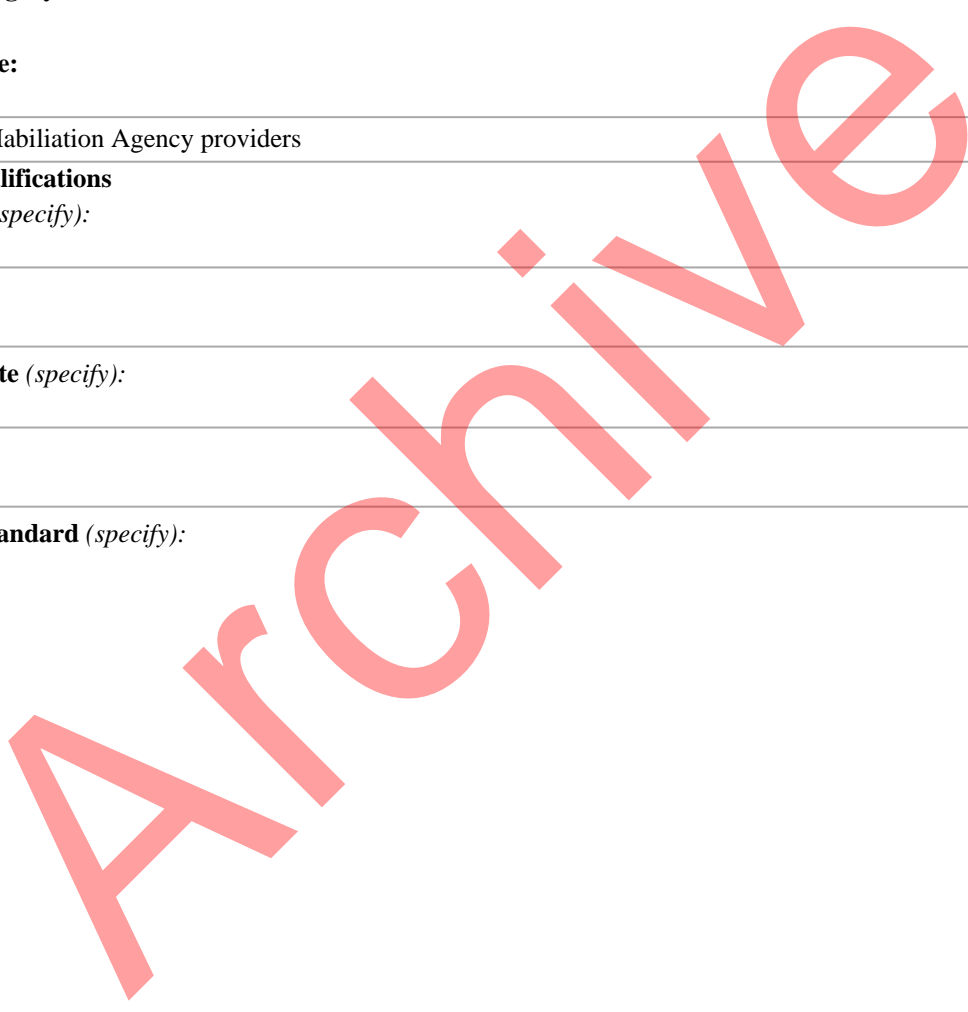 e:
Habiliation Agency providers
lifications
specify):
te (specify):
andard (specify):
Archive